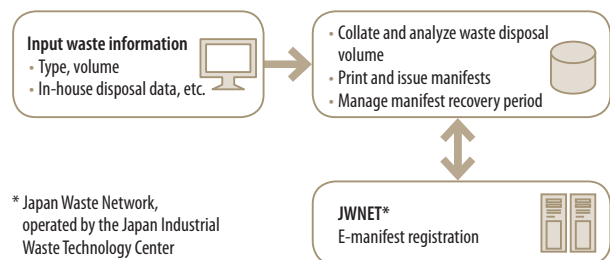 Input waste information
• Type, volume
• In-house disposal data, etc.
• Collate and analyze waste disposal
volume
• Print and issue manifests
• Manage manifest recovery period
JWNET*
E-manifest registration
* Japan Waste Network,
operated by the Japan Industrial
Waste Technology Center